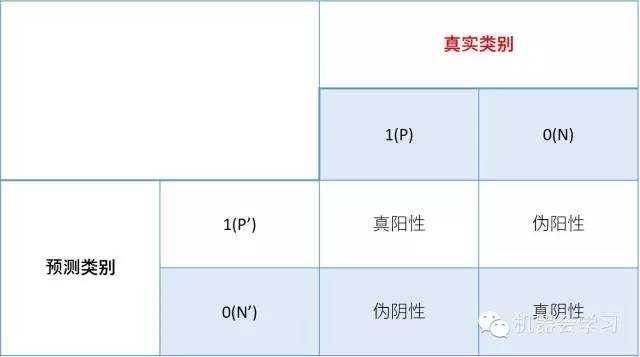 真实类别
1(P)
0(N)
1(P’)
真阳性
伪阳性
预测类别
0(N’)
伪阴性
真阴性
机器会学习